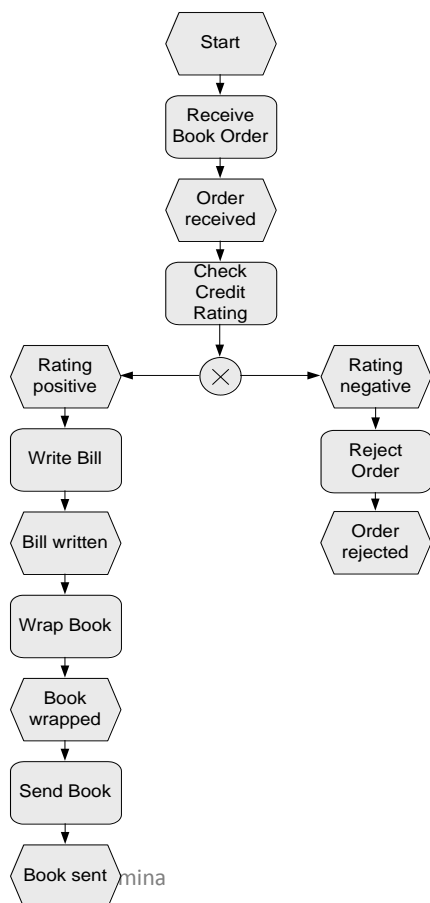 Start
Receive
Book Order
Order
received
Check
Credit
Rating
Rating
positive
Rating
negative
Write Bill
Reject
Order
Bill written
Order
rejected
Wrap Book
Book
wrapped
Send Book
Book sent
mina